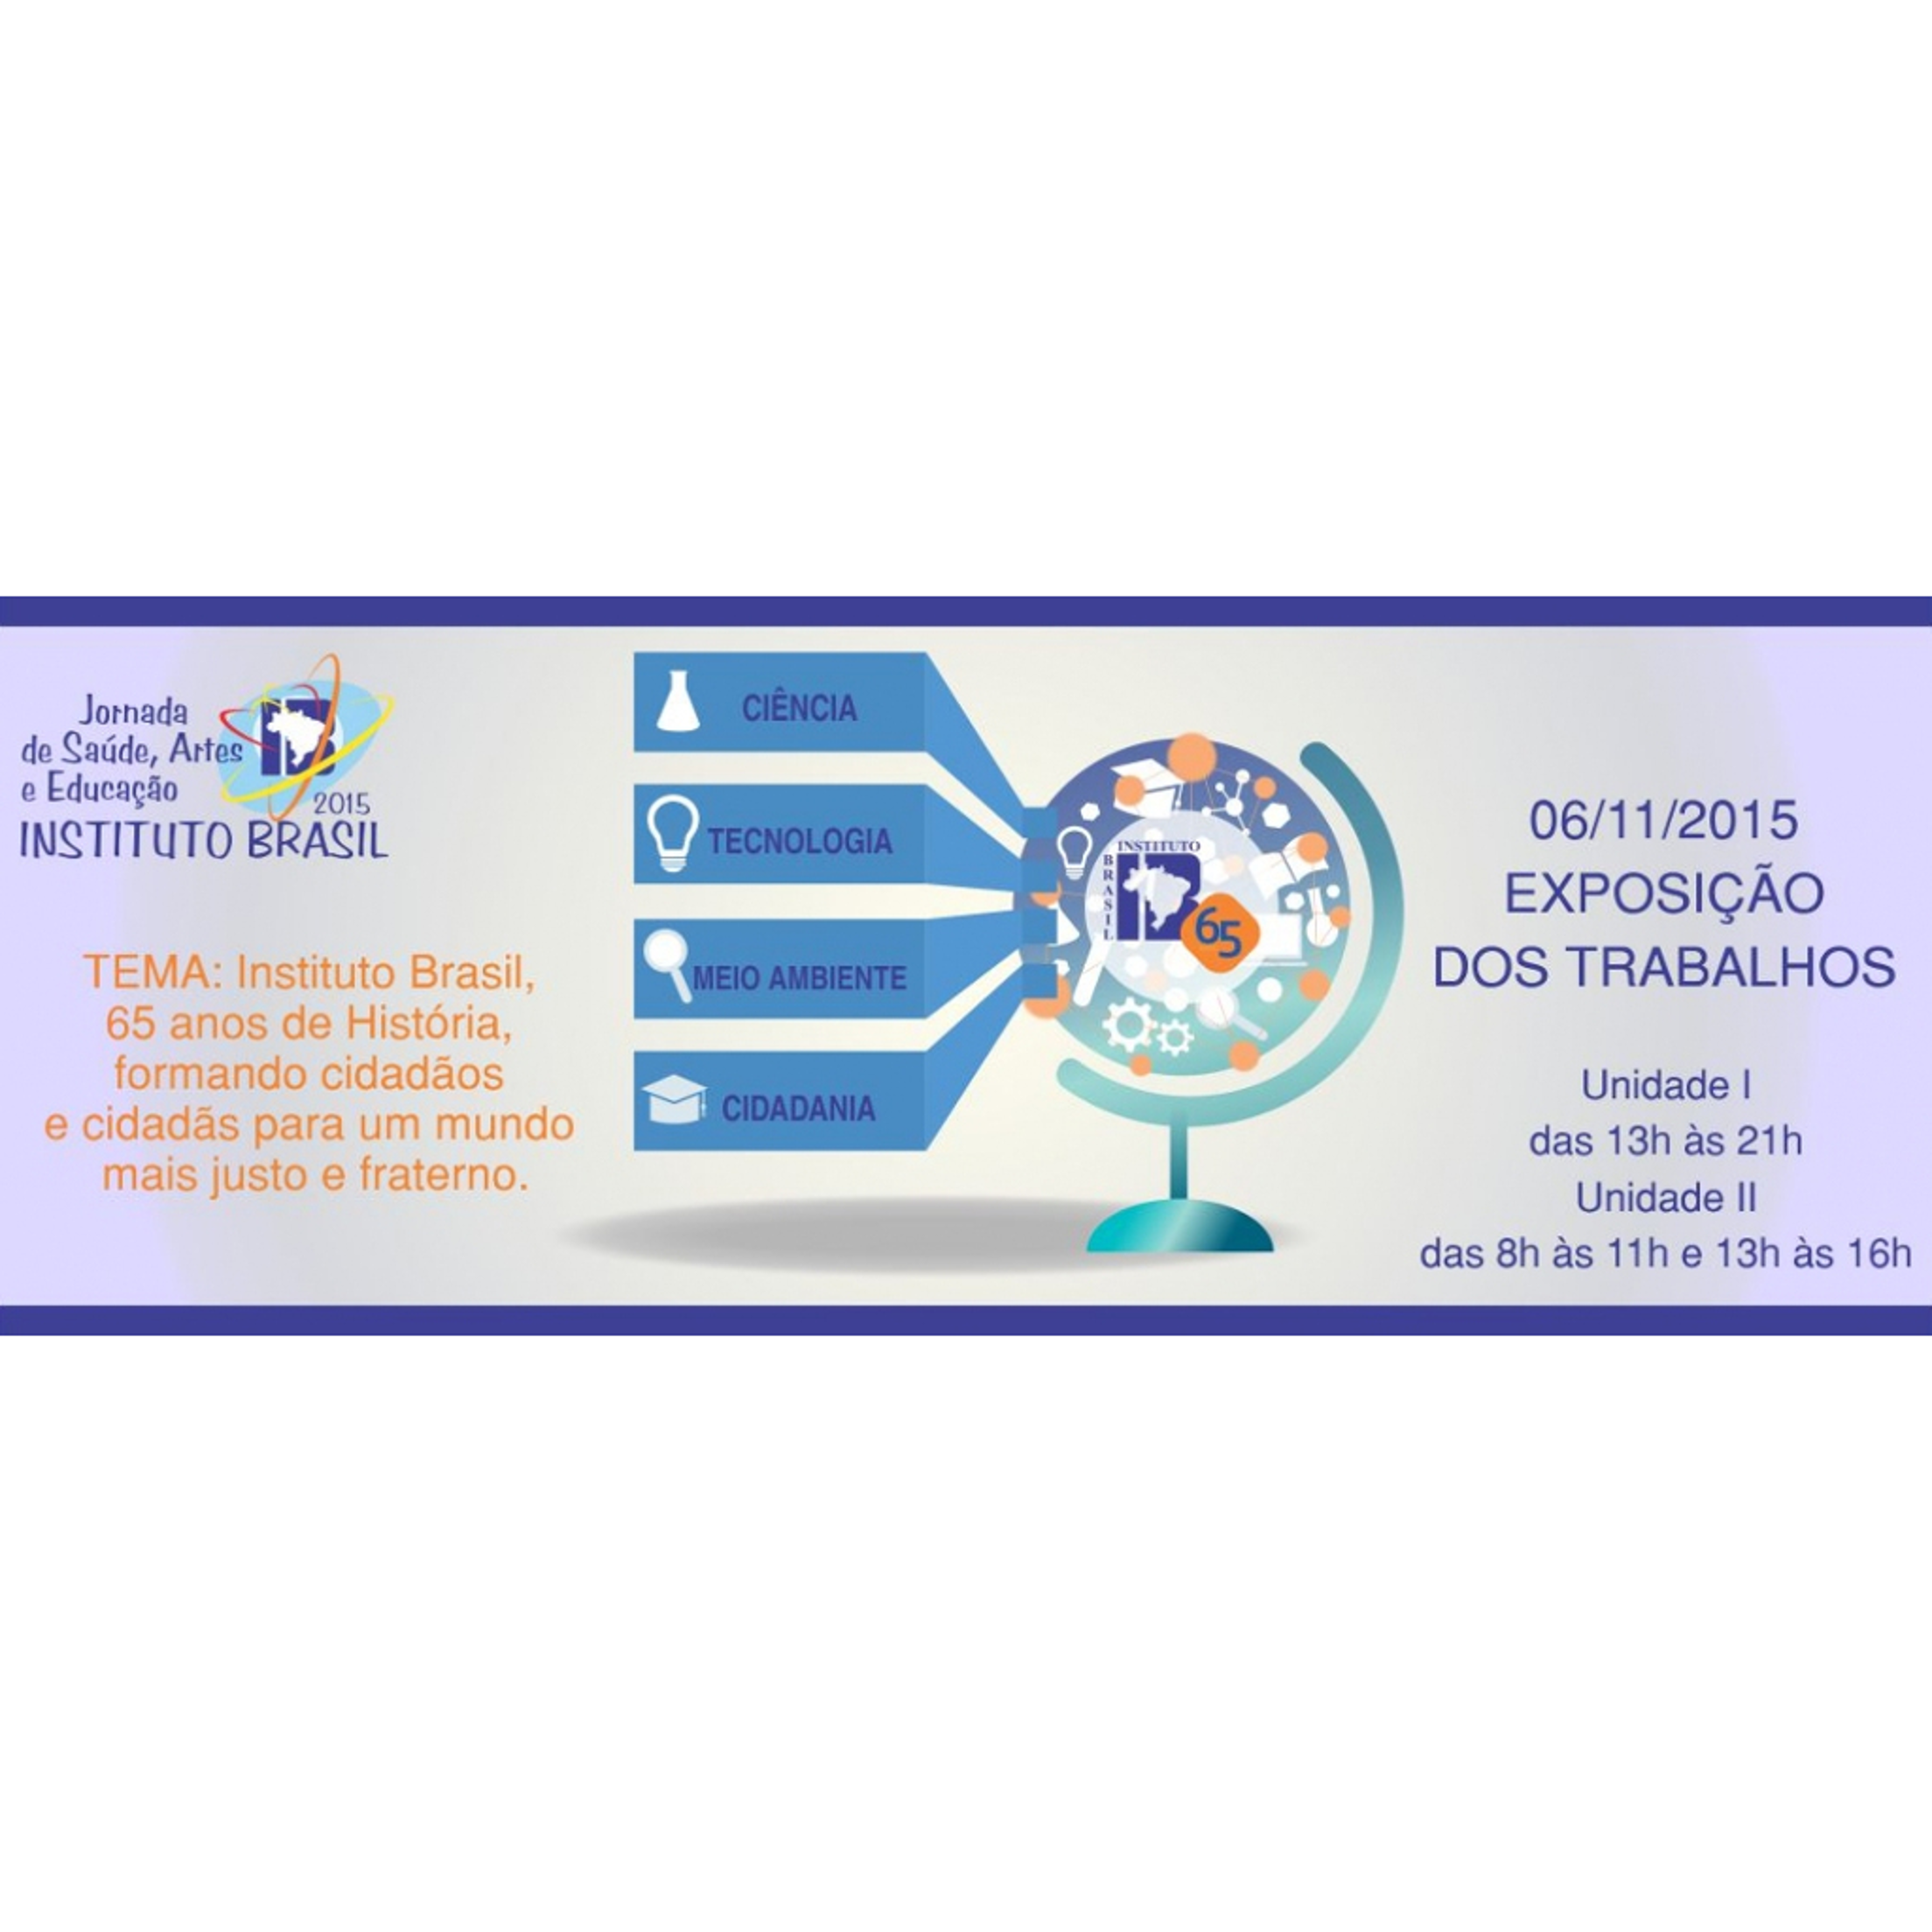 Jornada
de Saúde, Artes
e Educação
IB
2015
INSTITUTO BRASIL
TEMA: Instituto Brasil,
65 anos de História,
formando cidadãos
e cidadãs para um mundo
mais justo e fraterno.
CIÊNCIA
TECNOLOGIA
MEIO AMBIENTE
CIDADANIA
INSTITUTO
BRASIL
IB
65
06/11/2015
EXPOSIÇÃO
DOS TRABALHOS
Unidade I
das 13h às 21h
Unidade II
das 8h às 11h e 13h às 16h